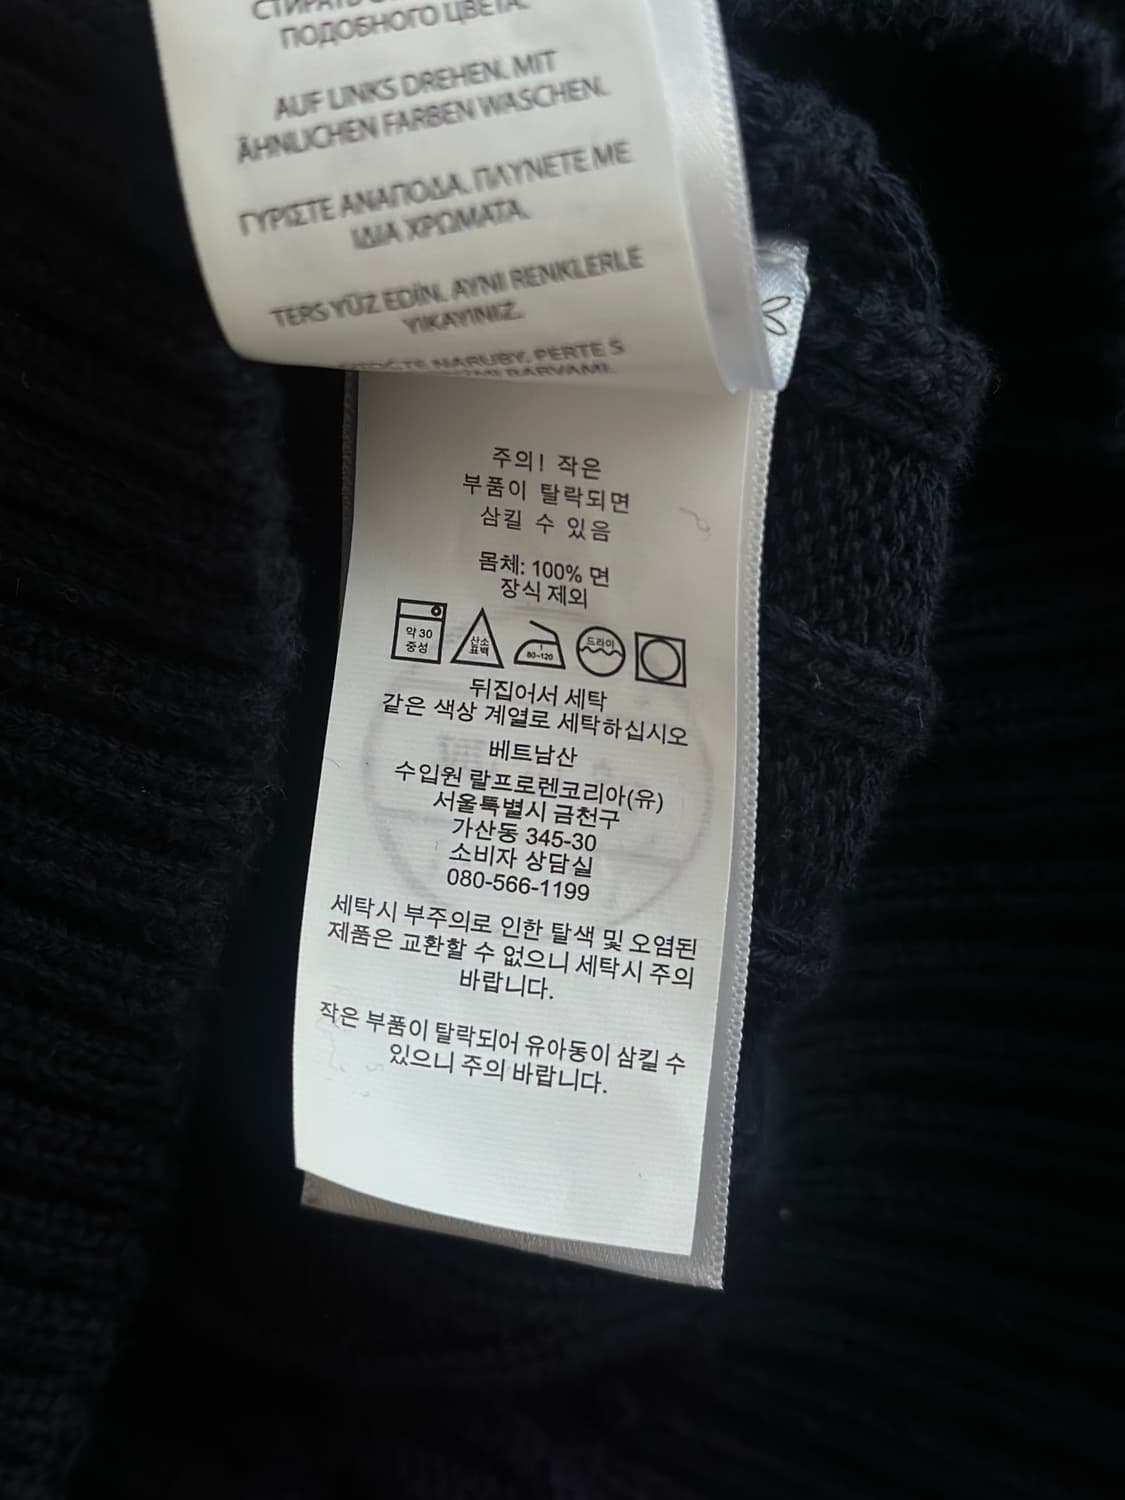 ПОДОБНОГО ЦВЕТА.
AUF LINKS DREHEN. MIT
ÄHNLICHEN FARBEN WASCHEN.
ΓΥΡΙΣΤΕ ΑΝΑΠΟΔΑ. ΠΛΥΝΕΤΕ ΜΕ
ΙΔΙΑ ΧΡΩΜΑΤΑ.
TERS YÜZ EDİN. AYNI RENKLERLE
YIKAYINIZ.
NARUBY. PERTE S
BARVAMI.
주의! 작은
부품이 탈락되면
삼킬 수 있음
몸체: 100% 면
장식 제외
약 30
중성
산소
표백
80~120
드라이
뒤집어서 세탁
같은 색상 계열로 세탁하십시오
베트남산
수입원 랄프로렌코리아(유)
서울특별시 금천구
가산동 345-30
소비자 상담실
080-566-1199
세탁시 부주의로 인한 탈색 및 오염된
제품은 교환할 수 없으니 세탁시 주의
바랍니다.
작은 부품이 탈락되어 유아동이 삼킬 수
있으니 주의 바랍니다.